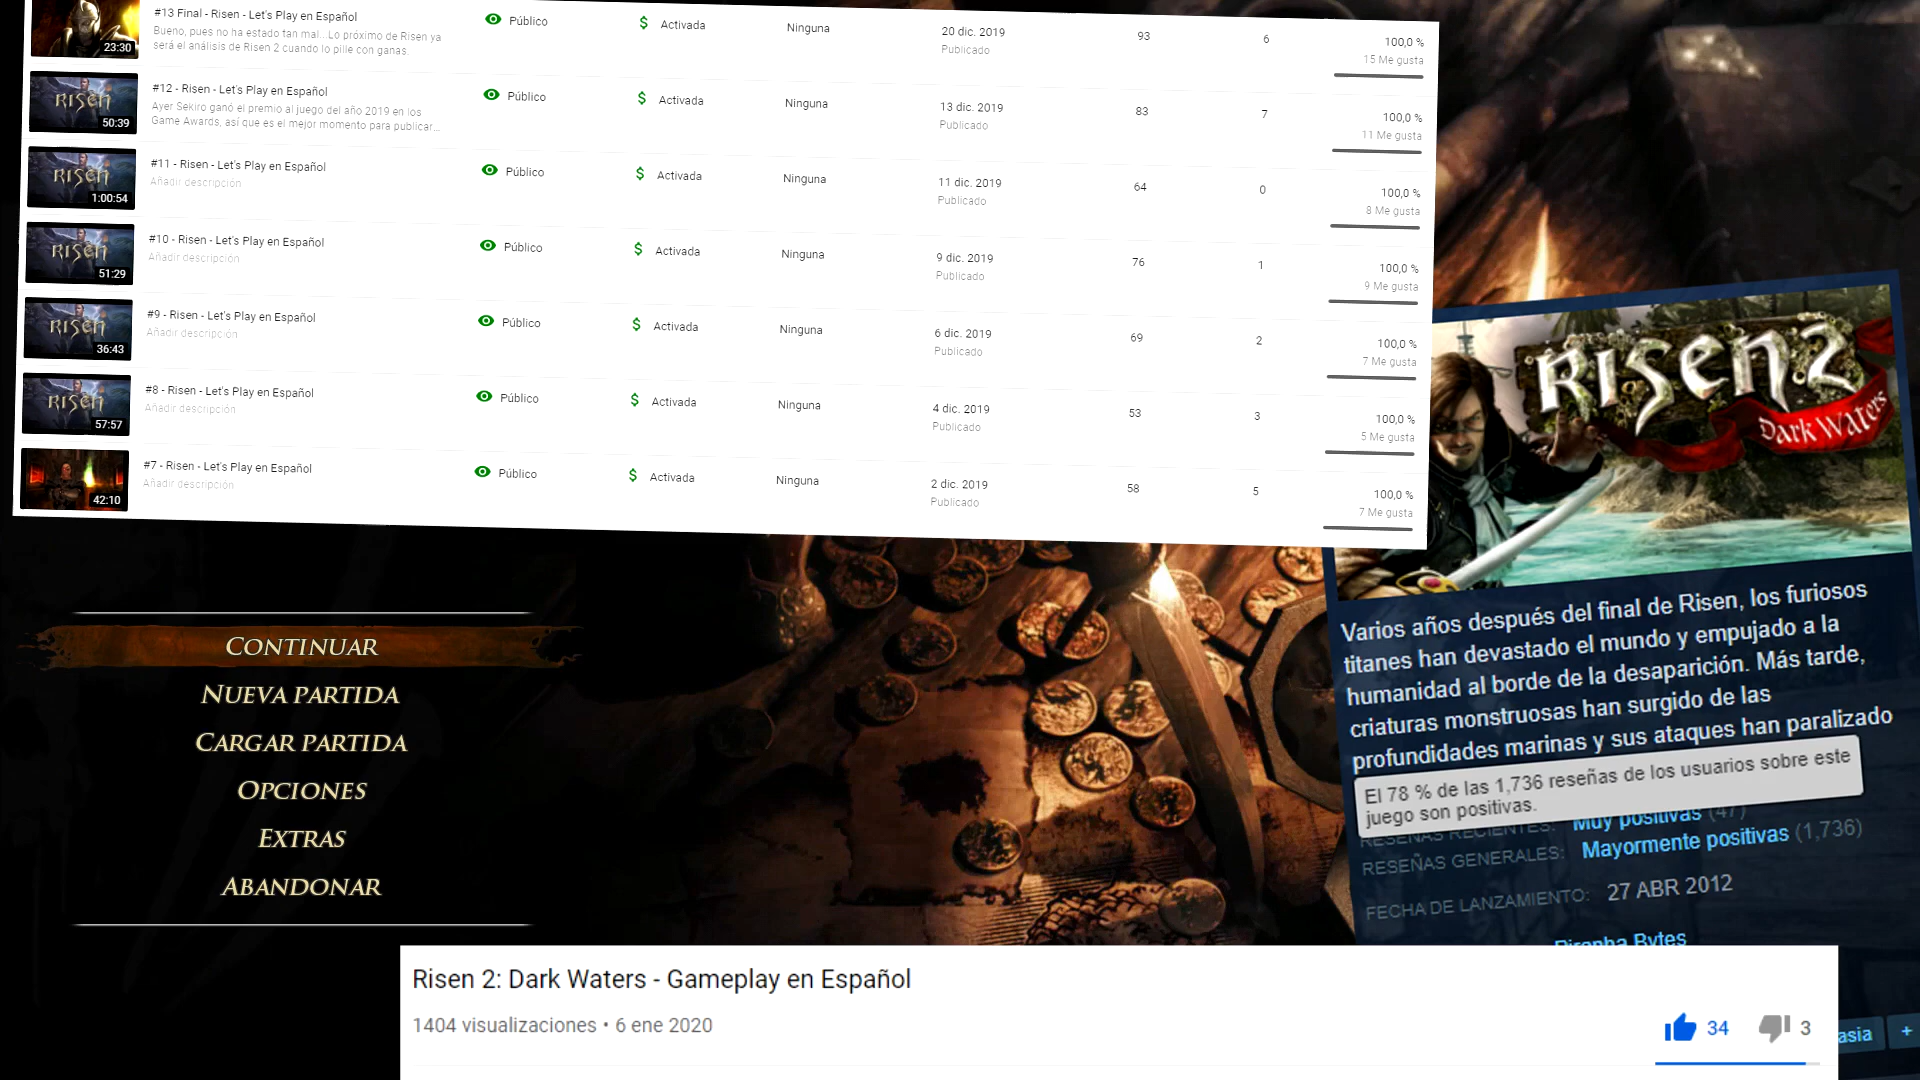 #13 Final - Risen - Let's Play en Español
Bueno, pues no ha estado tan mal...Lo próximo de Risen ya
será el análisis de Risen 2 cuando lo pille con ganas.
23:30
Público
Activada
Ninguna
20 dic. 2019
Publicado
93
6
100,0 %
15 Me gusta
RISEN
50:39
#12 - Risen - Let's Play en Español
Ayer Sekiro ganó el premio al juego del año 2019 en los
Game Awards, así que es el mejor momento para publicar...
Público
Activada
Ninguna
13 dic. 2019
Publicado
83
7
100,0 %
11 Me gusta
RISEN
1:00:54
#11 - Risen - Let's Play en Español
Añadir descripción
Público
Activada
Ninguna
11 dic. 2019
Publicado
64
0
100,0 %
8 Me gusta
RISEN
51:29
#10 - Risen - Let's Play en Español
Añadir descripción
Público
Activada
Ninguna
9 dic. 2019
Publicado
76
1
100,0 %
9 Me gusta
RISEN
36:43
#9 - Risen - Let's Play en Español
Añadir descripción
Público
Activada
Ninguna
6 dic. 2019
Publicado
69
2
100,0 %
7 Me gusta
RISEN
57:57
#8 - Risen - Let's Play en Español
Añadir descripción
Público
Activada
Ninguna
4 dic. 2019
Publicado
53
3
100,0 %
5 Me gusta
42:10
#7 - Risen - Let's Play en Español
Añadir descripción
Público
Activada
Ninguna
2 dic. 2019
Publicado
58
5
100,0 %
7 Me gusta
RISEN 2
Dark Waters
Varios años después del final de Risen, los furiosos
titanes han devastado el mundo y empujado a la
humanidad al borde de la desaparición. Más tarde,
criaturas monstruosas han surgido de las
profundidades marinas y sus ataques han paralizado
El 78 % de las 1,736 reseñas de los usuarios sobre este
juego son positivas.
RESEÑAS RECIENTES: Muy positivas (47)
RESEÑAS GENERALES: Mayormente positivas (1,736)
FECHA DE LANZAMIENTO: 27 ABR 2012
Piranha Bytes
CONTINUAR
NUEVA PARTIDA
CARGAR PARTIDA
OPCIONES
EXTRAS
ABANDONAR
Risen 2: Dark Waters - Gameplay en Español
1404 visualizaciones • 6 ene 2020
34
3
asia
+